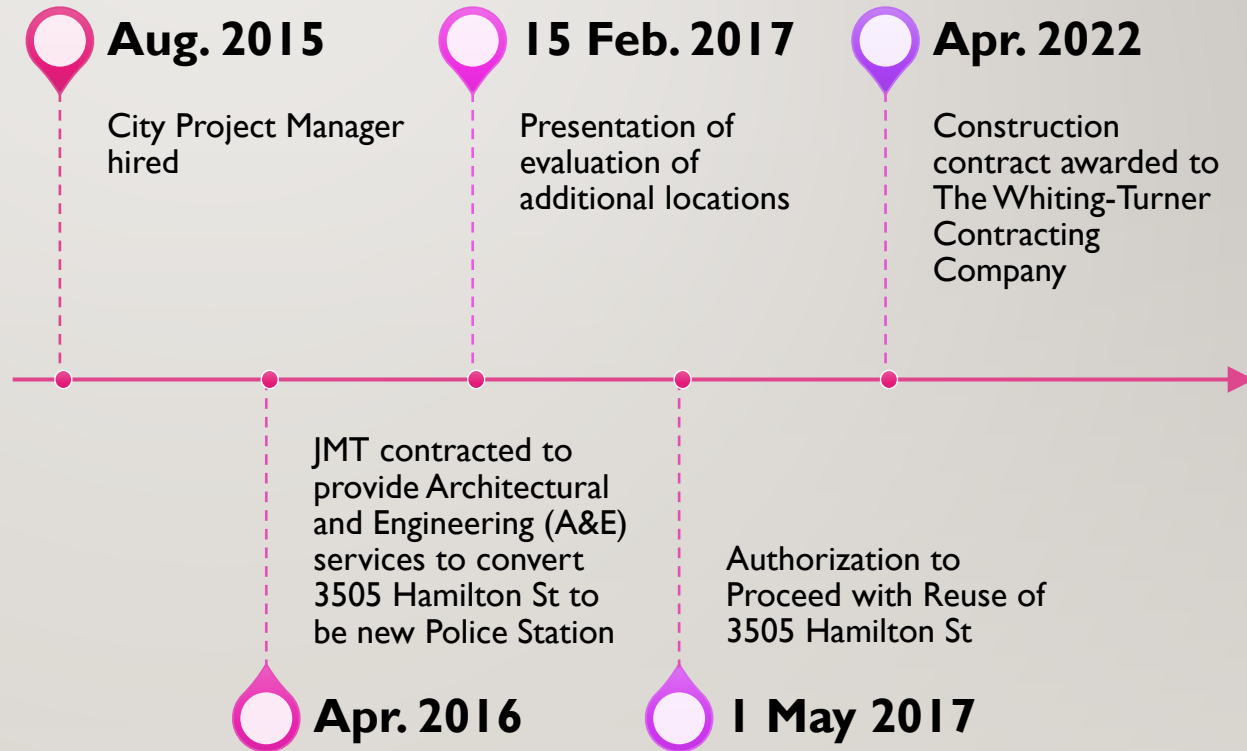 Aug. 2015
City Project Manager
hired
15 Feb. 2017
Presentation of
evaluation of
additional locations
Apr. 2022
Construction
contract awarded to
The Whiting-Turner
Contracting
Company
JMT contracted to
provide Architectural
and Engineering (A&E)
services to convert
3505 Hamilton St to
be new Police Station
Apr. 2016
Authorization to
Proceed with Reuse of
3505 Hamilton St
1 May 2017